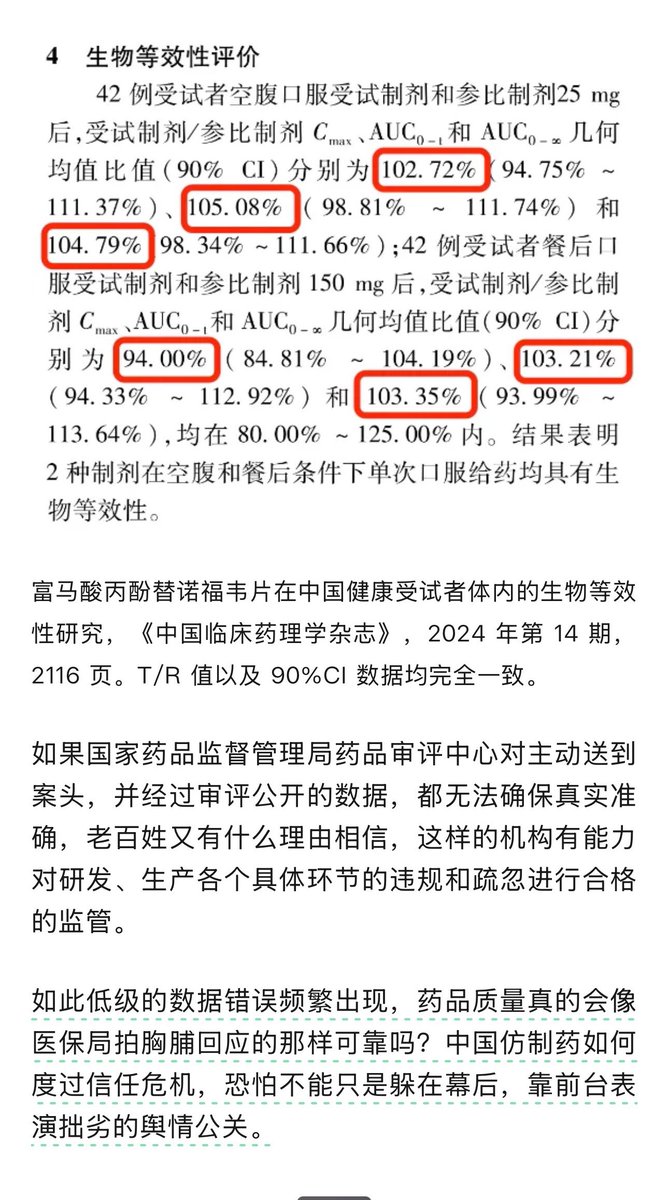 4 生物等效性评价
42 例受试者空腹口服受试制剂和参比制剂25 mg
后,受试制剂/参比制剂 Cmax、AUC0-t和 AUC0-∞几何
均值比值(90% CI)分别为 102.72%(94.75% ~
111.37%)、105.08%(98.81% ~ 111.74%)和
104.79% 98.34% ~111.66%);42 例受试者餐后口
服受试制剂和参比制剂 150 mg 后,受试制剂/参比制
剂 Cmax、AUC0-t和 AUC0-∞几何均值比值(90% CI)分
别为 94.00%(84.81% ~ 104.19%)、103.21%
(94.33% ~ 112.92%)和 103.35%(93.99% ~
113.64%),均在 80.00% ~125.00% 内。结果表明
2 种制剂在空腹和餐后条件下单次口服给药均具有生
物等效性。
富马酸丙酚替诺福韦片在中国健康受试者体内的生物等效
性研究，《中国临床药理学杂志》，2024 年第 14 期，
2116 页。T/R 值以及 90%CI 数据均完全一致。
如果国家药品监督管理局药品审评中心对主动送到
案头，并经过审评公开的数据，都无法确保真实准
确，老百姓又有什么理由相信，这样的机构有能力
对研发、生产各个具体环节的违规和疏忽进行合格
的监管。
如此低级的数据错误频繁出现，药品质量真的会像
医保局拍胸脯回应的那样可靠吗？中国仿制药如何
度过信任危机，恐怕不能只是躲在幕后，靠前台表
演拙劣的舆情公关。